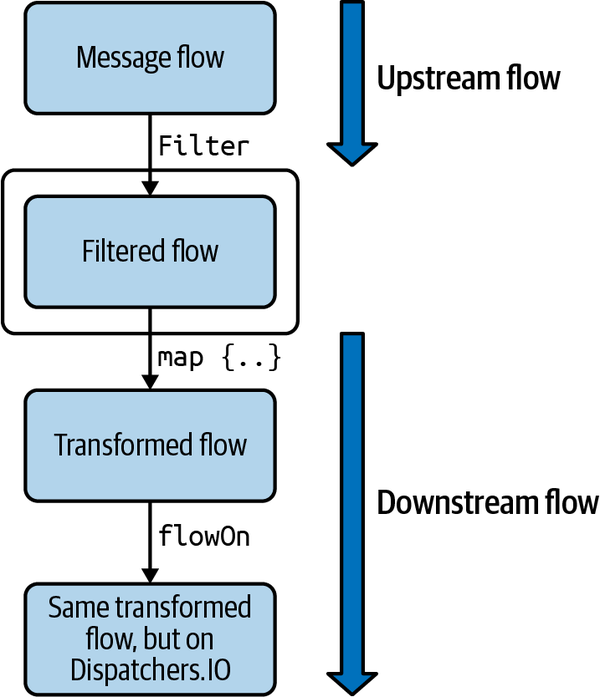 Message flow
Upstream flow
Filter
Filtered flow
map {..}
Transformed flow
Downstream flow
flowOn
Same transformed
flow, but on
Dispatchers.IO